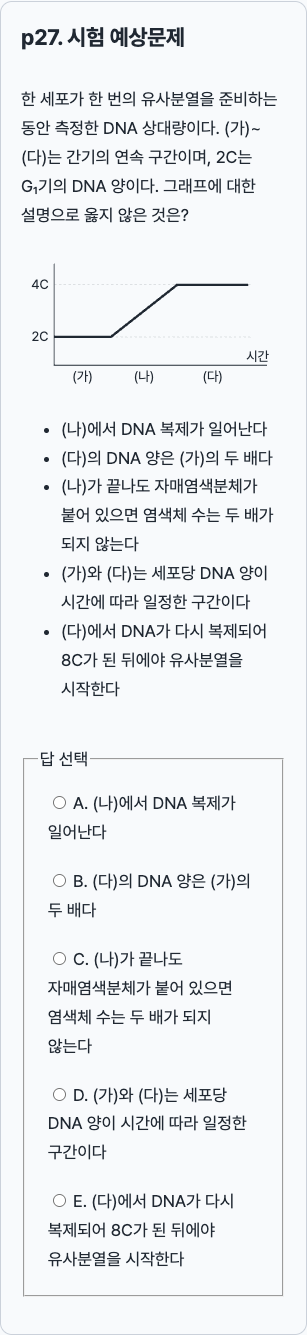 p27. 시험 예상문제
한 세포가 한 번의 유사분열을 준비하는
동안 측정한 DNA 상대량이다. (가)~
(다)는 간기의 연속 구간이며, 2C는
G₁기의 DNA 양이다. 그래프에 대한
설명으로 옳지 않은 것은?
4C
2C
시간
(가) (나) (다)
• (나)에서 DNA 복제가 일어난다
• (다)의 DNA 양은 (가)의 두 배다
• (나)가 끝나도 자매염색분체가
붙어 있으면 염색체 수는 두 배가
되지 않는다
• (가)와 (다)는 세포당 DNA 양이
시간에 따라 일정한 구간이다
• (다)에서 DNA가 다시 복제되어
8C가 된 뒤에야 유사분열을
시작한다
답 선택
A. (나)에서 DNA 복제가
일어난다
B. (다)의 DNA 양은 (가)의
두 배다
C. (나)가 끝나도
자매염색분체가 붙어 있으면
염색체 수는 두 배가 되지
않는다
D. (가)와 (다)는 세포당
DNA 양이 시간에 따라 일정한
구간이다
E. (다)에서 DNA가 다시
복제되어 8C가 된 뒤에야
유사분열을 시작한다